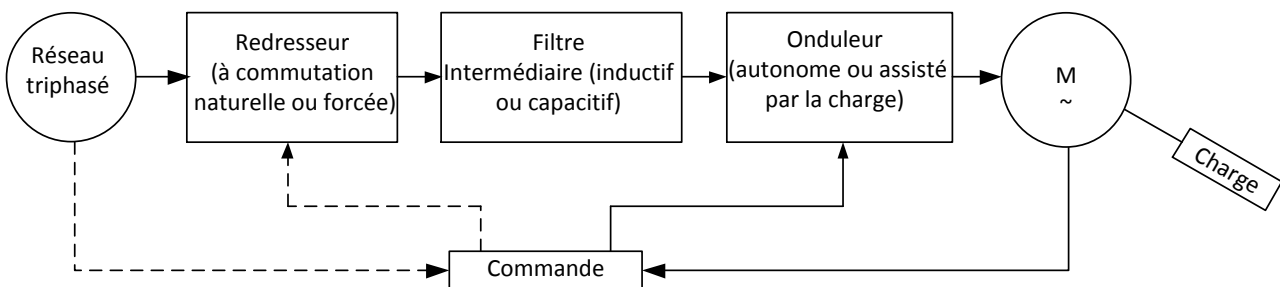 Réseau
triphasé
Redresseur
(à commutation
naturelle ou forcée)
Filtre
Intermédiaire (inductif
ou capacitif)
Onduleur
(autonome ou assisté
par la charge)
M
~
Charge
Commande